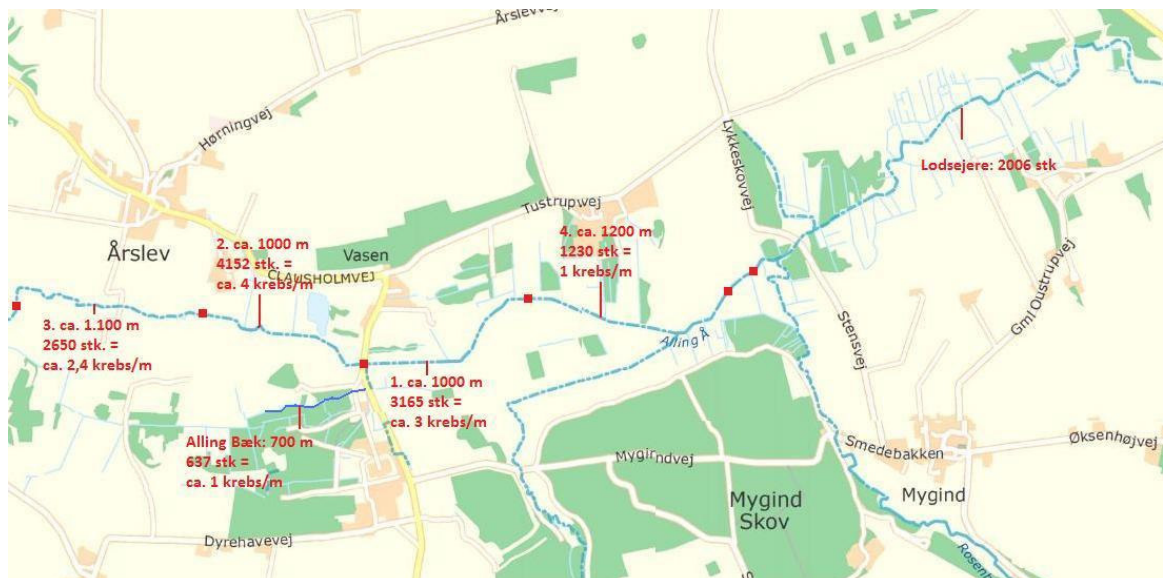 Årslevvej
Hørningvej
Lykkeskovvej
Lodsejere: 2006 stk
Tustrupvej
Årslev
2. ca. 1000 m
4152 stk. =
ca. 4 krebs/m
Vasen
CLAUSHOLMVEJ
4. ca. 1200 m
1230 stk =
1 krebs/m
Gml Oustrupvej
Stensvej
3. ca. 1.100 m
2650 stk. =
ca. 2,4 krebs/m
Alling Å
1. ca. 1000 m
3165 stk =
ca. 3 krebs/m
Alling Bæk: 700 m
637 stk =
ca. 1 krebs/m
Smedebakken
Øksenhøjvej
Mygindvej
Mygind
Skov
Mygind
Dyrehavevej